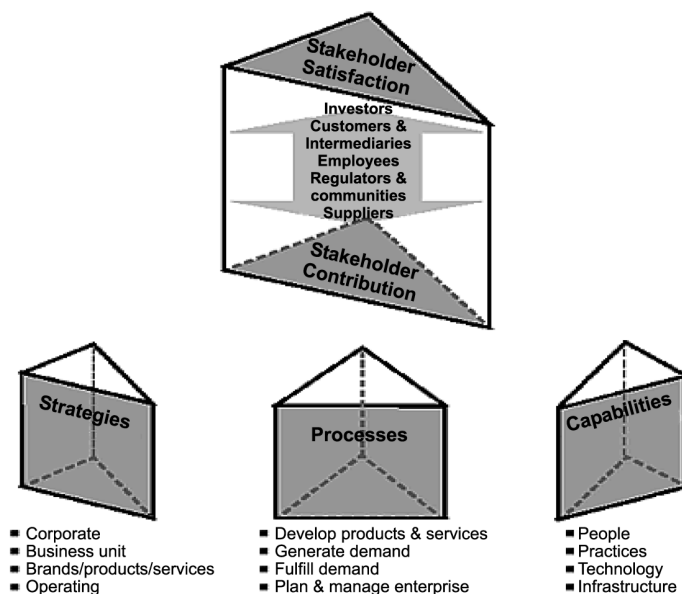 Stakeholder
Satisfaction
Investors
Customers &
Intermediaries
Employees
Regulators &
communities
Suppliers
Stakeholder
Contribution
Strategies
Processes
Capabilities
▪ Corporate
▪ Business unit
▪ Brands/products/services
▪ Operating
▪ Develop products & services
▪ Generate demand
▪ Fulfill demand
▪ Plan & manage enterprise
▪ People
▪ Practices
▪ Technology
▪ Infrastructure